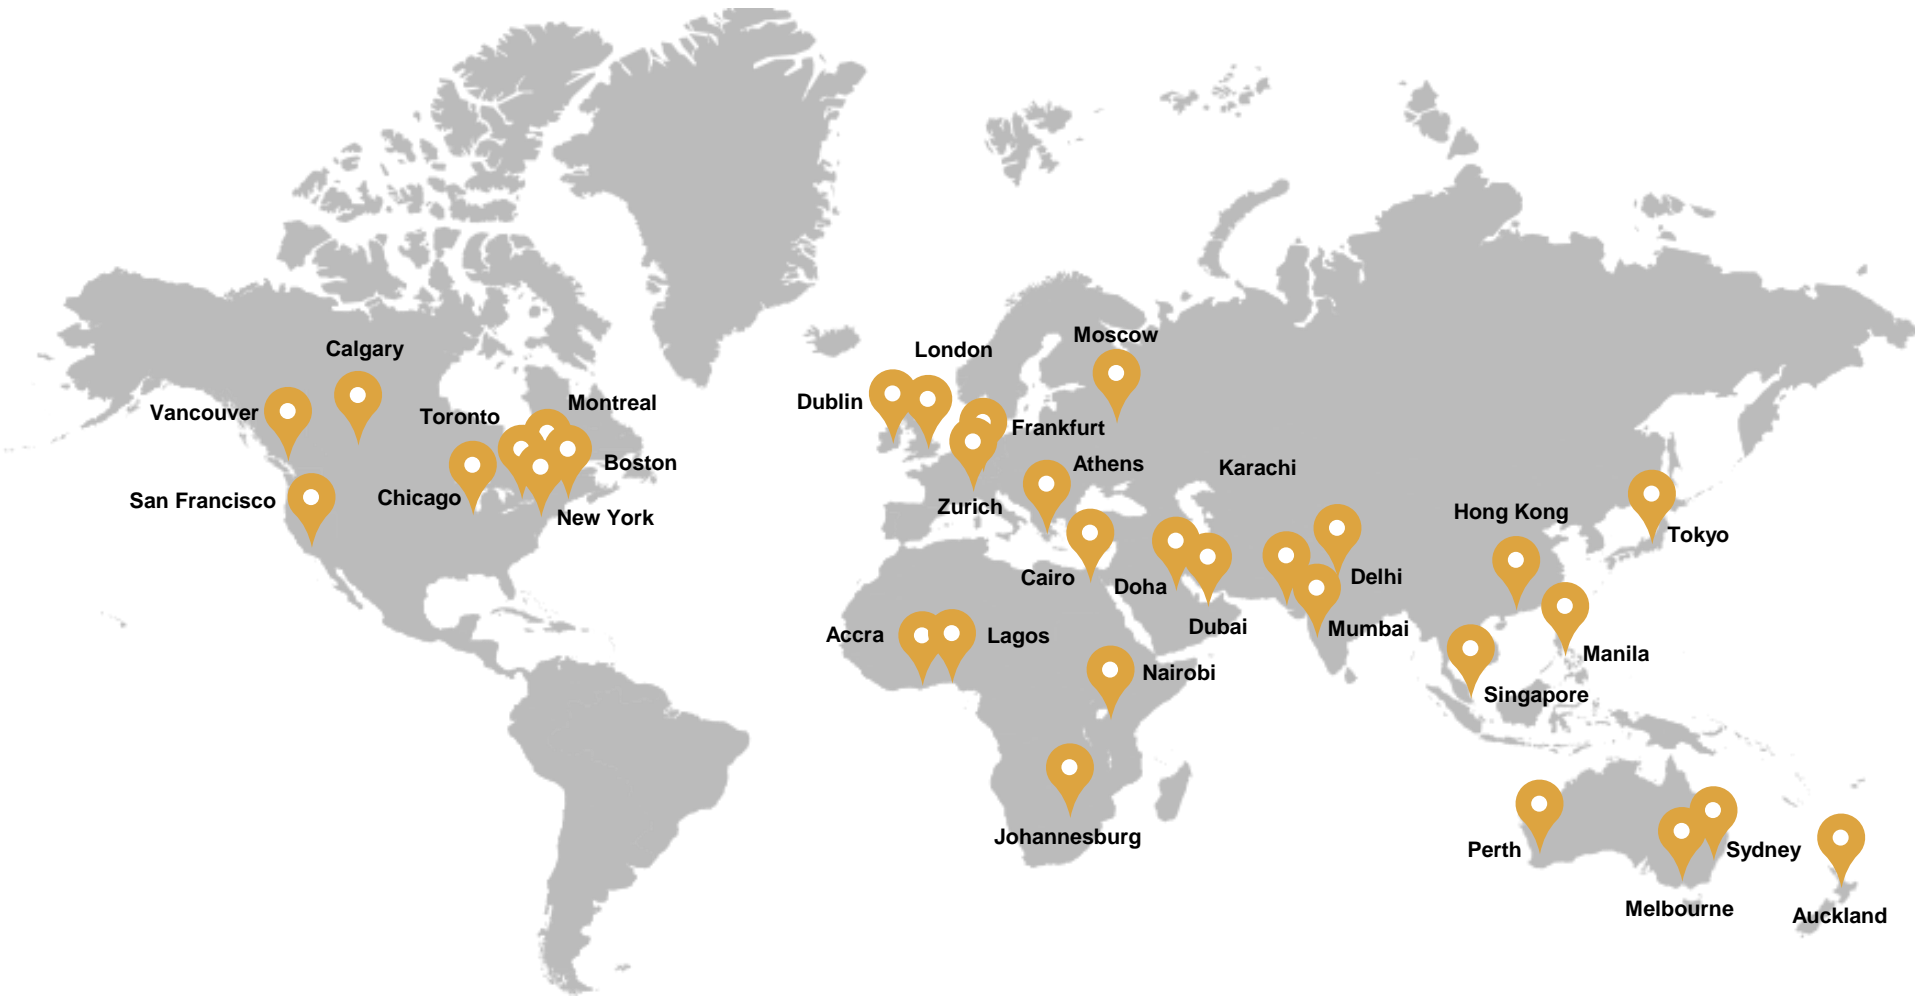 Moscow
Calgary
London
Dublin
Montreal
Vancouver
Toronto
Frankfurt
Boston
Athens
Karachi
San Francisco
Chicago
Zurich
New York
Hong Kong
Tokyo
Cairo
Doha
Delhi
Accra
Lagos
Dubai
Mumbai
Manila
Nairobi
Singapore
Johannesburg
Perth
Sydney
Melbourne
Auckland